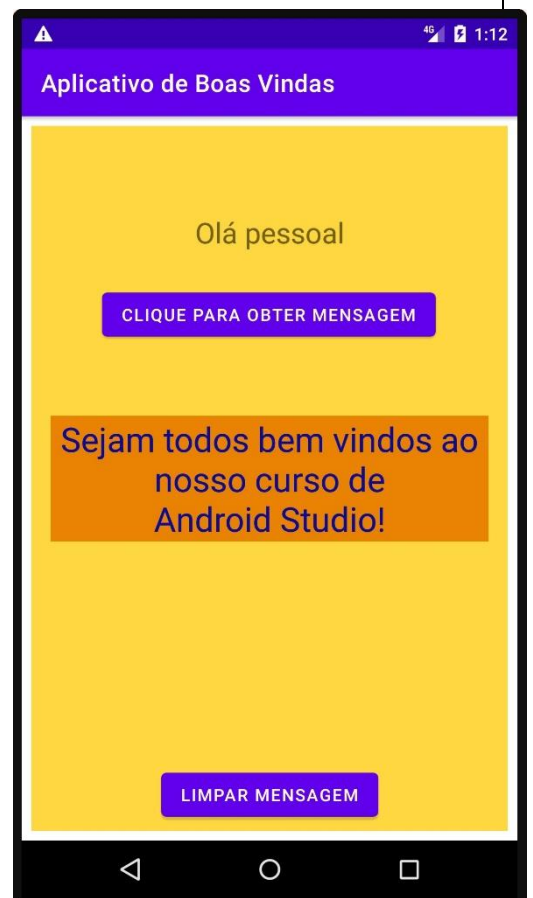 4G 1:12
Aplicativo de Boas Vindas
Olá pessoal
CLIQUE PARA OBTER MENSAGEM
Sejam todos bem vindos ao
nosso curso de
Android Studio!
LIMPAR MENSAGEM